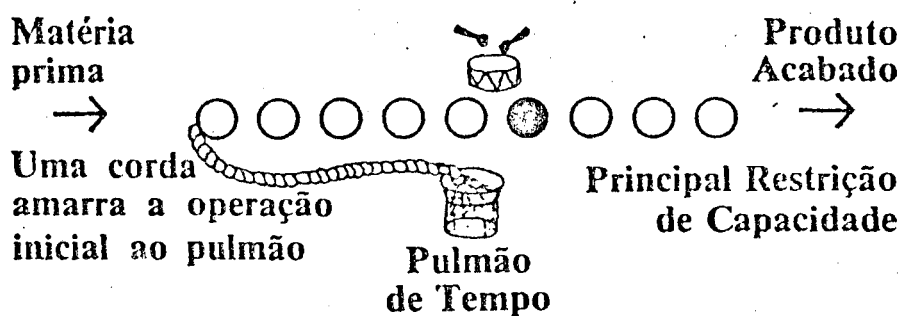 Matéria
prima
Produto
Acabado
Uma corda
amarra a operação
inicial ao pulmão
Pulmão
de Tempo
Principal Restrição
de Capacidade